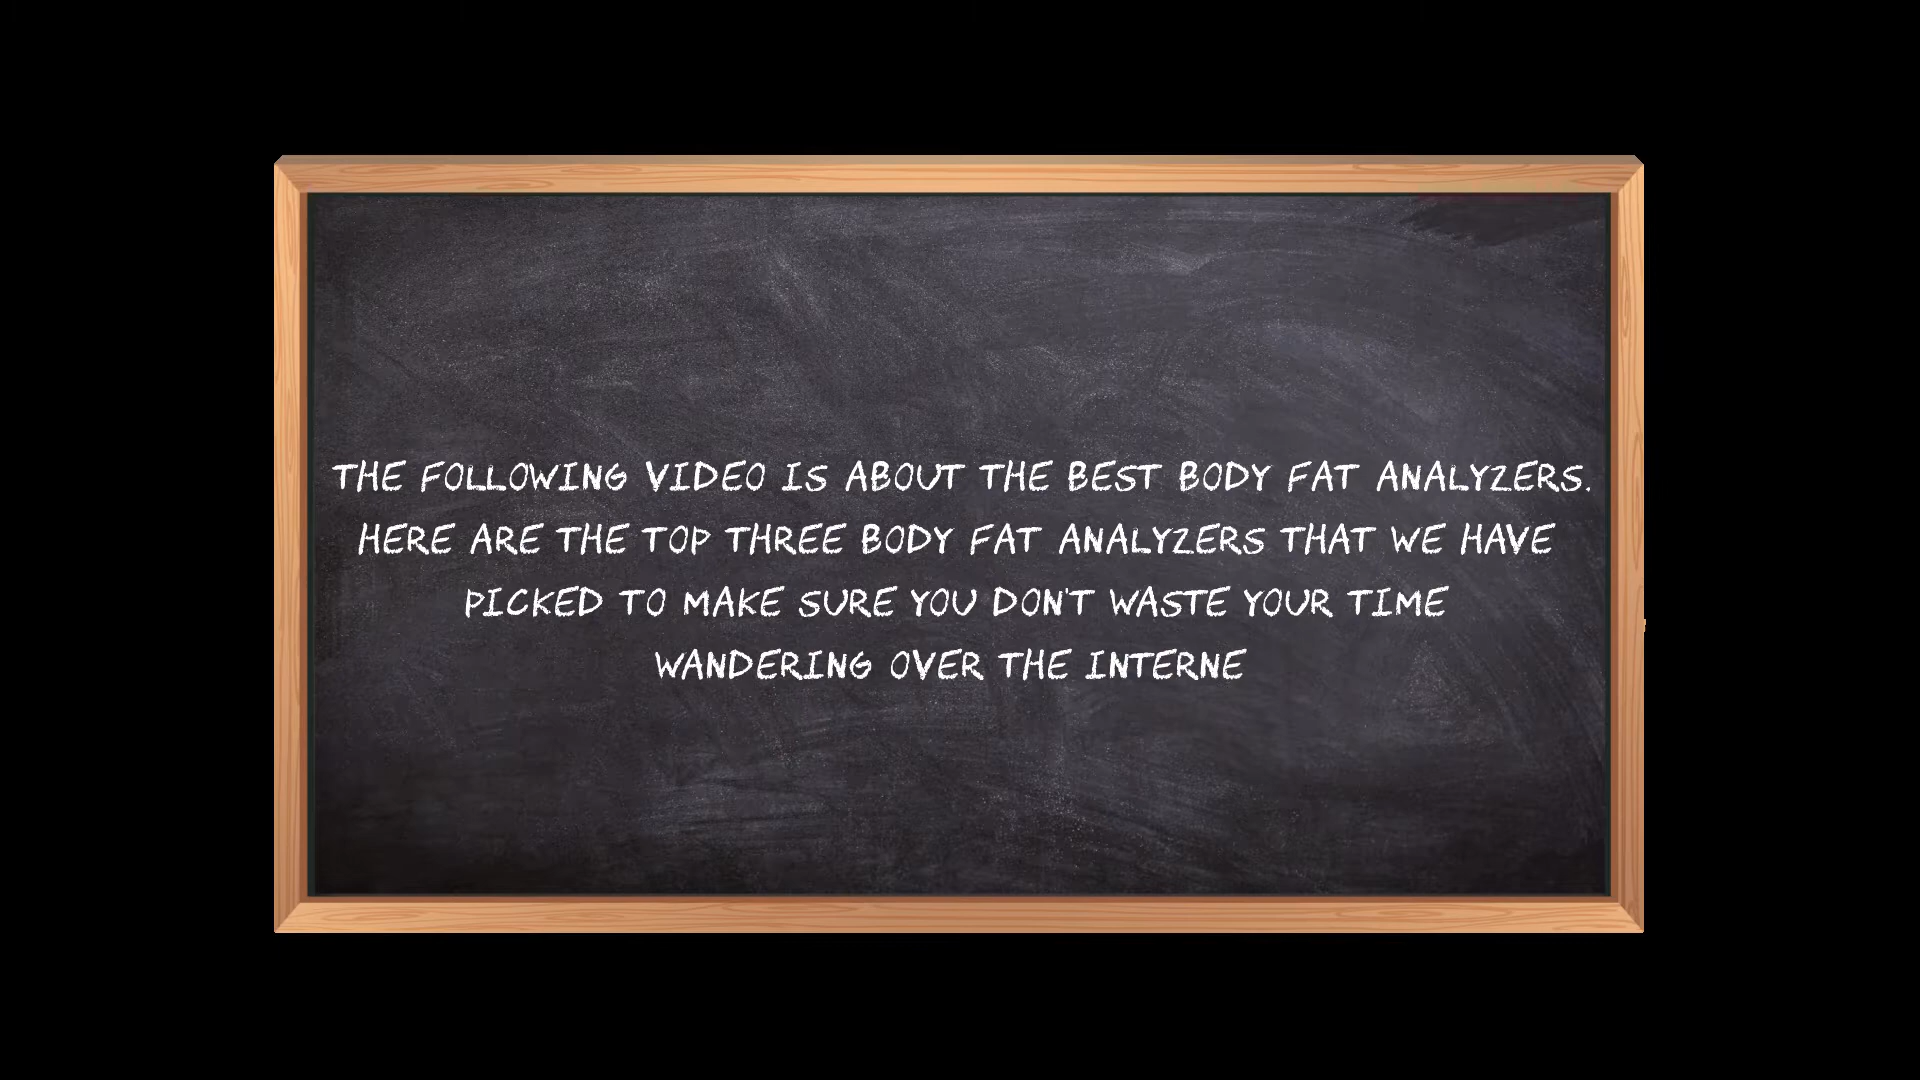 THE FOLLOWING VIDEO IS ABOUT THE BEST BODY FAT ANALYZERS.
HERE ARE THE TOP THREE BODY FAT ANALYZERS THAT WE HAVE
PICKED TO MAKE SURE YOU DON'T WASTE YOUR TIME
WANDERING OVER THE INTERNE